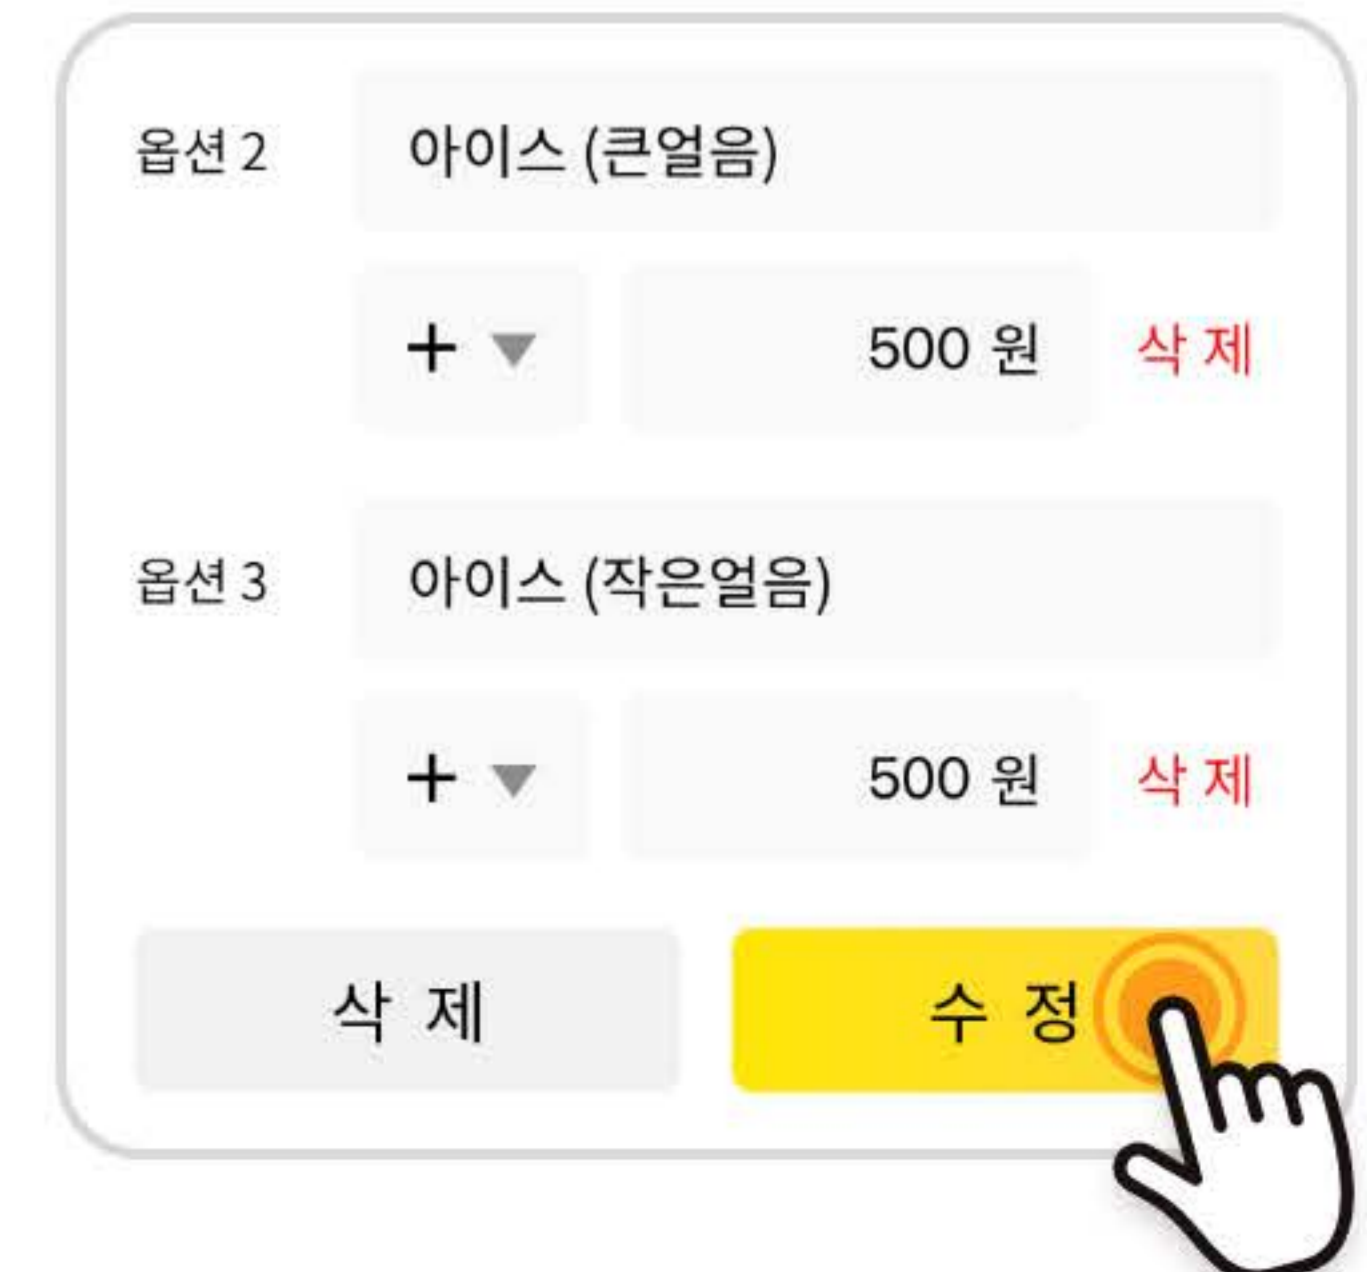 옵션 2 아이스 (큰얼음)
+ ▼ 500 원 삭 제
옵션 3 아이스 (작은얼음)
+ ▼ 500 원 삭 제
삭 제 수 정